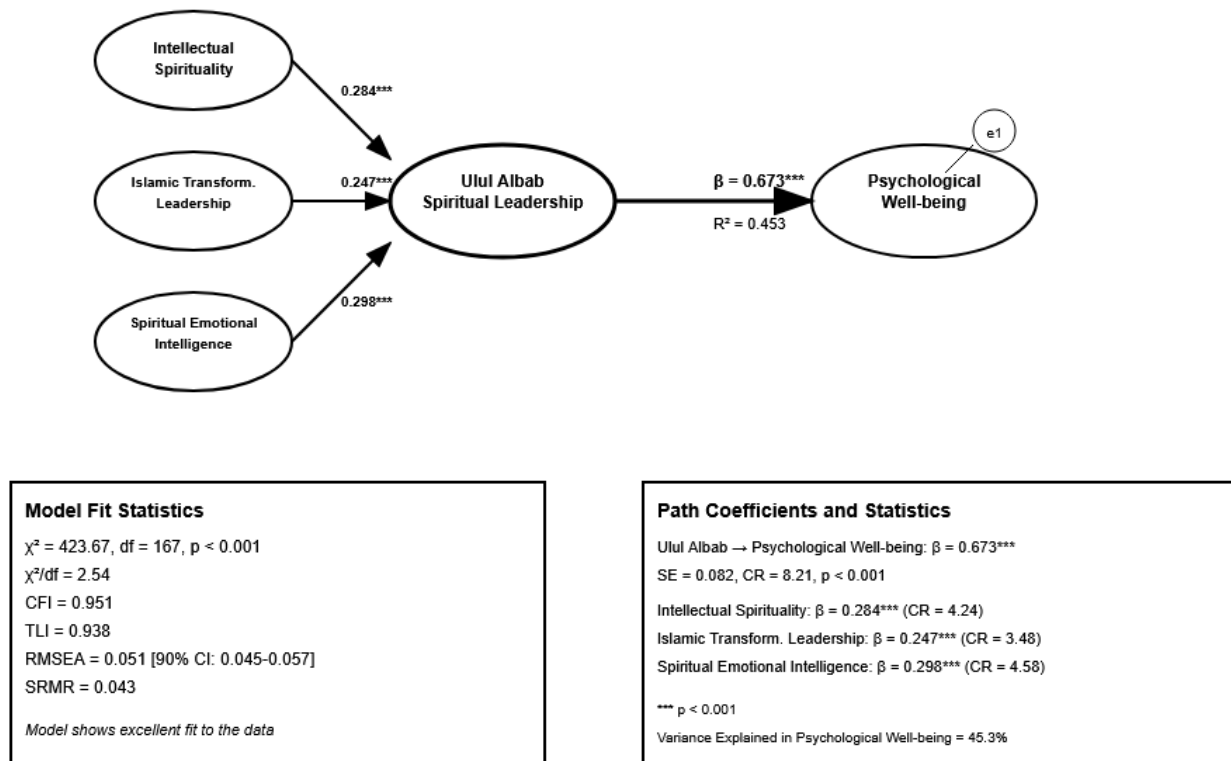 Intellectual
Spirituality
0.284***
Islamic Transform.
Leadership
0.247***
Spiritual Emotional
Intelligence
0.298***
Ulul Albab
Spiritual Leadership
β = 0.673***
R² = 0.453
e1
Psychological
Well-being
Model Fit Statistics
χ² = 423.67, df = 167, p < 0.001
χ²/df = 2.54
CFI = 0.951
TLI = 0.938
RMSEA = 0.051 [90% CI: 0.045-0.057]
SRMR = 0.043
Model shows excellent fit to the data
Path Coefficients and Statistics
Ulul Albab → Psychological Well-being: β = 0.673***
SE = 0.082, CR = 8.21, p < 0.001
Intellectual Spirituality: β = 0.284*** (CR = 4.24)
Islamic Transform. Leadership: β = 0.247*** (CR = 3.48)
Spiritual Emotional Intelligence: β = 0.298*** (CR = 4.58)
*** p < 0.001
Variance Explained in Psychological Well-being = 45.3%